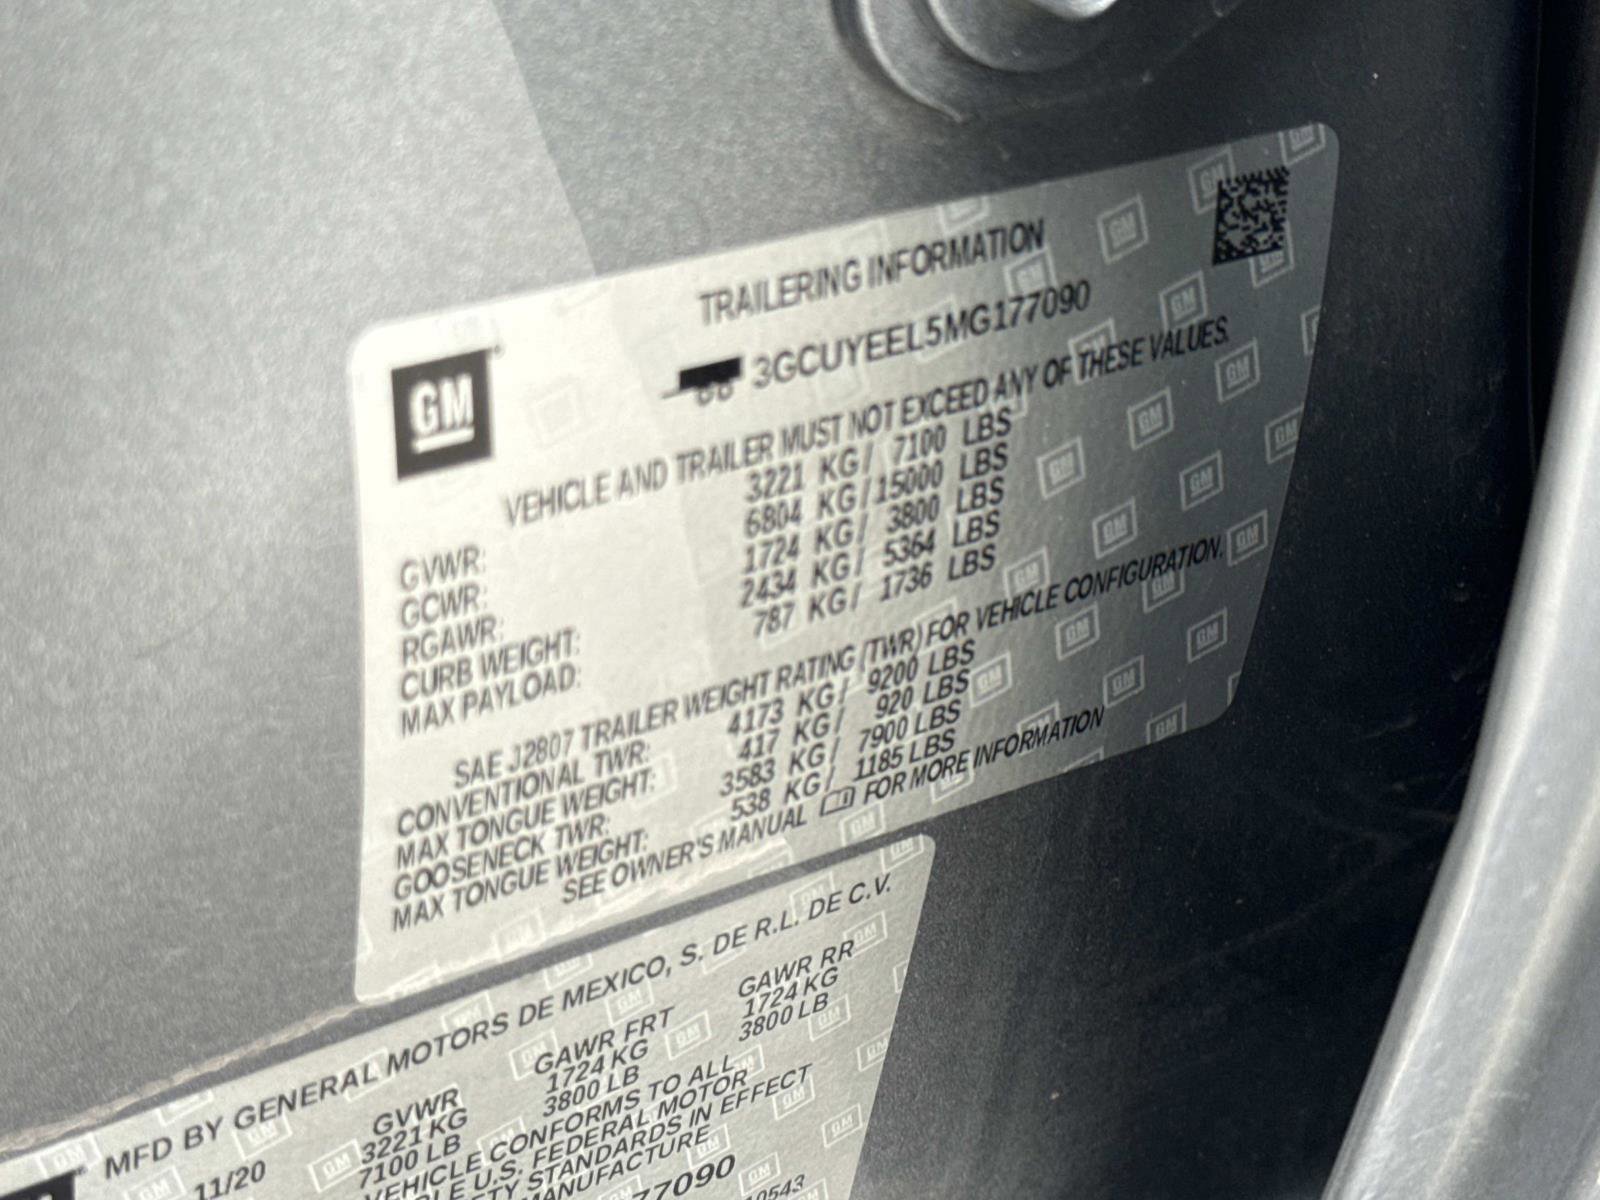 TRAILERING INFORMATION
GM
3GCUYEEL5MG177090
VEHICLE AND TRAILER MUST NOT EXCEED ANY OF THESE VALUES.
GVWR: 3221 KG/ 7100 LBS
GCWR: 6804 KG/15000 LBS
RGAWR: 1724 KG/ 3800 LBS
CURB WEIGHT: 2434 KG/ 5364 LBS
MAX PAYLOAD: 787 KG/ 1736 LBS
SAE J2807 TRAILER WEIGHT RATING (TWR) FOR VEHICLE CONFIGURATION.
CONVENTIONAL TWR: 4173 KG/ 9200 LBS
MAX TONGUE WEIGHT: 417 KG/ 920 LBS
GOOSENECK TWR: 3583 KG/ 7900 LBS
MAX TONGUE WEIGHT: 538 KG/ 1185 LBS
SEE OWNER'S MANUAL FOR MORE INFORMATION
MFD BY GENERAL MOTORS DE MEXICO, S. DE R.L. DE C.V.
11/20 GVWR GAWR FRT GAWR RR
3221 KG 1724 KG 1724 KG
7100 LB 3800 LB 3800 LB
VEHICLE CONFORMS TO ALL
U.S. FEDERAL MOTOR
STANDARDS IN EFFECT
MANUFACTURE
77090
10543